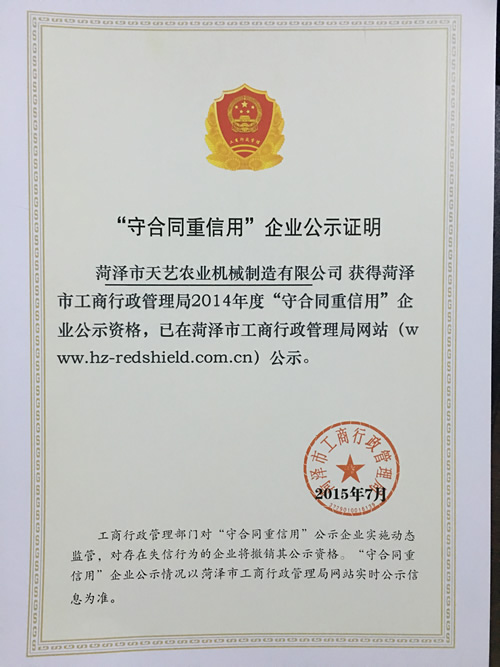 “守合同重信用”企业公示证明
菏泽市天艺农业机械制造有限公司 获得菏泽
市工商行政管理局2014年度“守合同重信用”企
业公示资格，已在菏泽市工商行政管理局网站（w
ww.hz-redshield.com.cn）公示。
菏泽市工商行政管理局
2015年7月
工商行政管理部门对“守合同重信用”公示企业实施动态
监管，对存在失信行为的企业将撤销其公示资格。“守合同重
信用”企业公示情况以菏泽市工商行政管理局网站实时公示信
息为准。